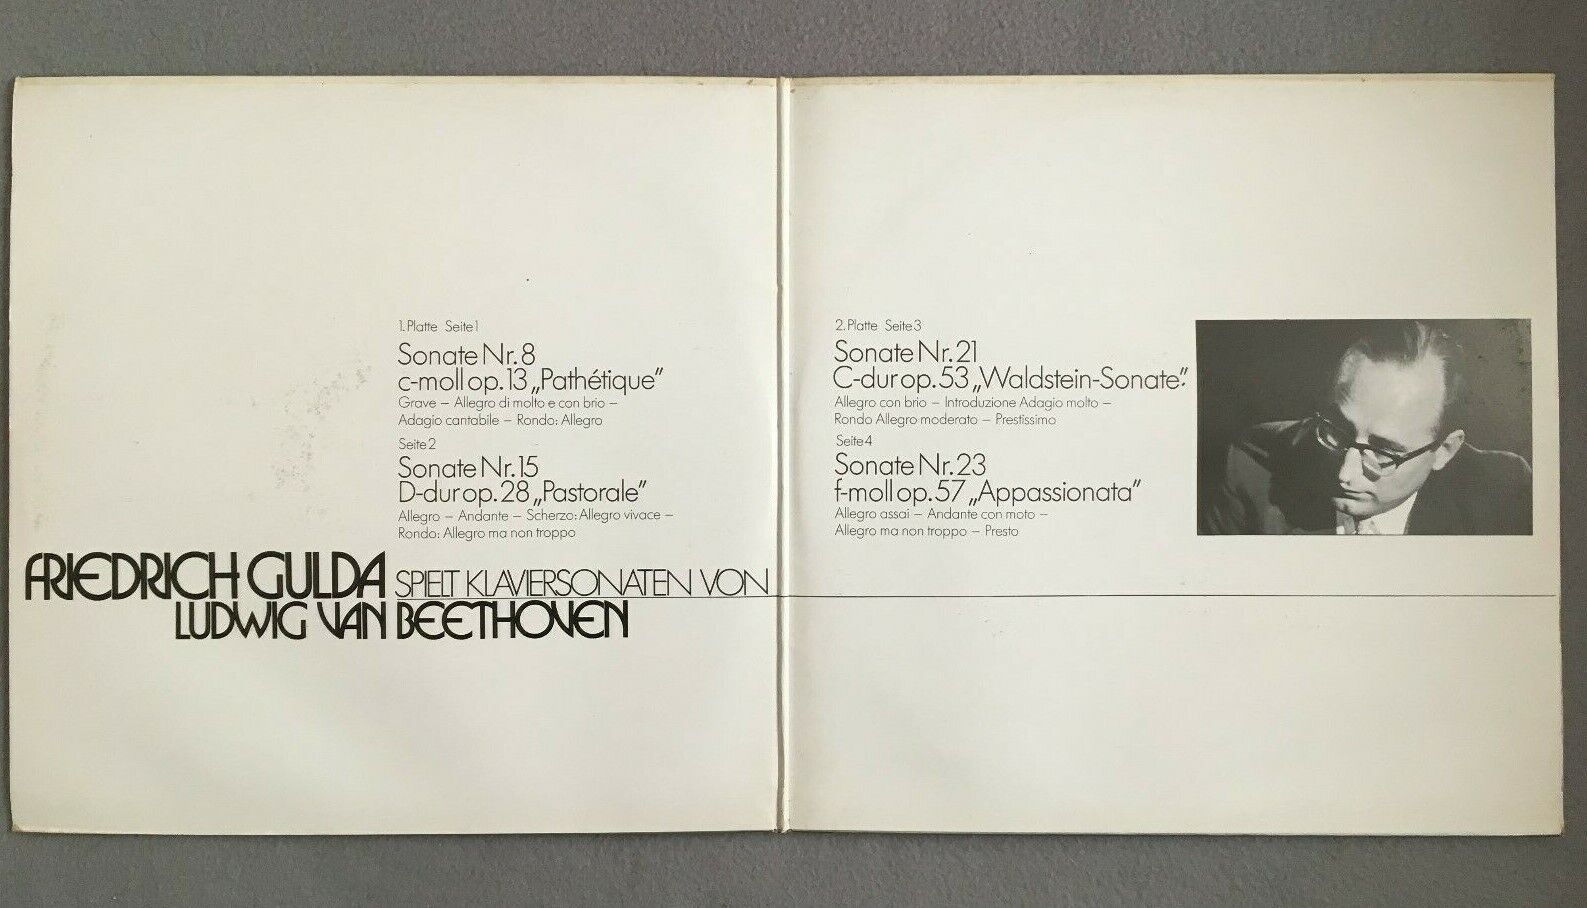 1. Platte Seite 1
Sonate Nr. 8
c-moll op. 13 „Pathétique”
Grave – Allegro di molto e con brio –
Adagio cantabile – Rondo: Allegro
Seite 2
Sonate Nr. 15
D-dur op. 28 „Pastorale”
Allegro – Andante – Scherzo: Allegro vivace –
Rondo: Allegro ma non troppo
FRIEDRICH GULDA SPIELT KLAVIERSONATEN VON
LUDWIG VAN BEETHOVEN
2. Platte Seite 3
Sonate Nr. 21
C-dur op. 53 „Waldstein-Sonate”.
Allegro con brio – Introduzione Adagio molto –
Rondo Allegro moderato – Prestissimo
Seite 4
Sonate Nr. 23
f-moll op. 57 „Appassionata”
Allegro assai – Andante con moto –
Allegro ma non troppo – Presto